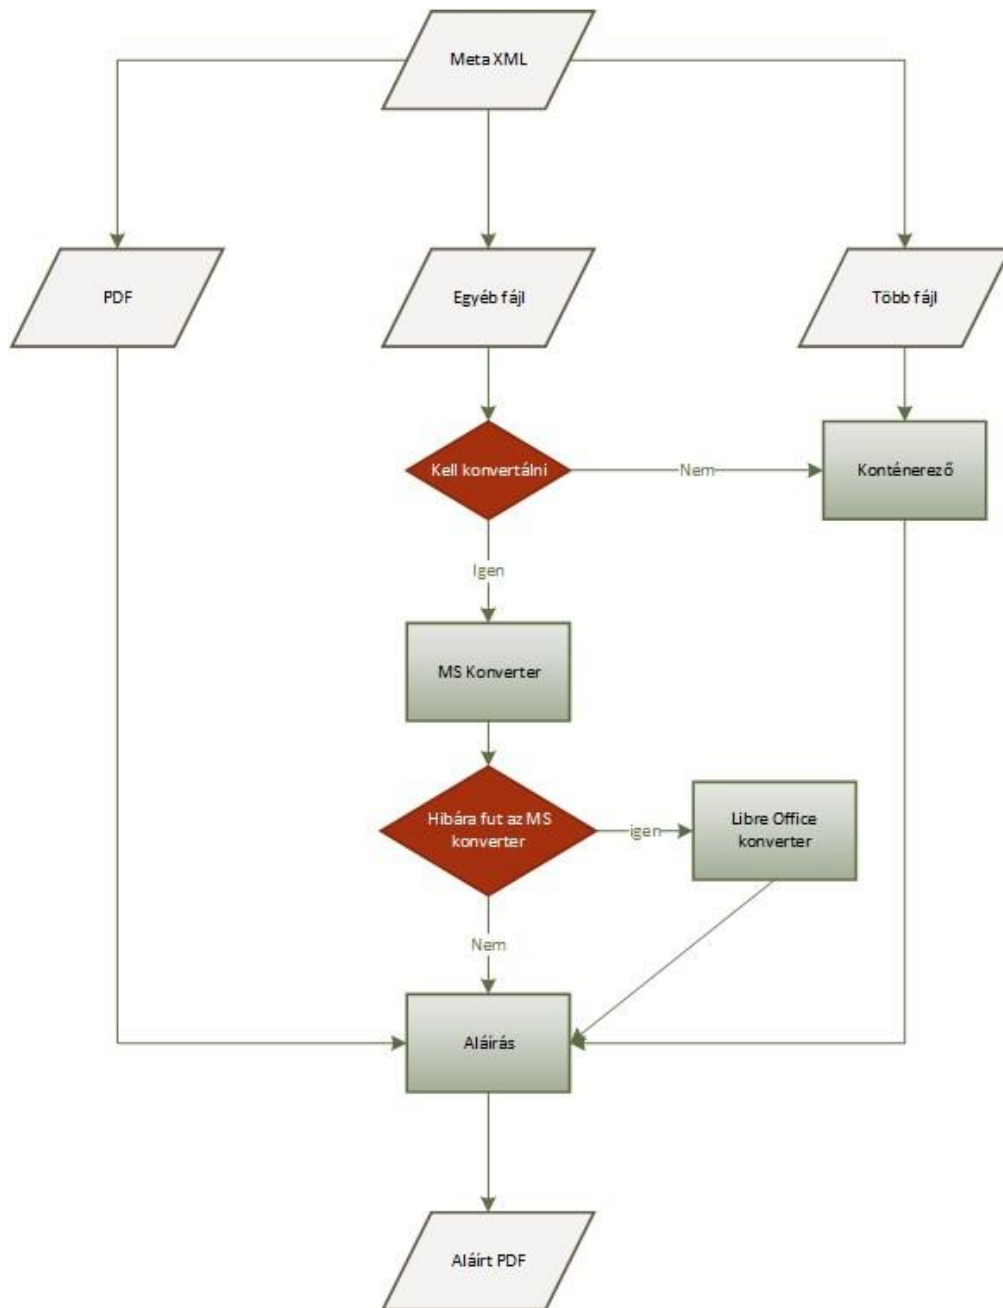 Meta XML
PDF
Egyéb fájl
Több fájl
Kell konvertálni
Nem
Konténerező
Igen
MS Konverter
Hibára fut az MS
konverter
igen
Libre Office
konverter
Nem
Aláírás
Aláírt PDF